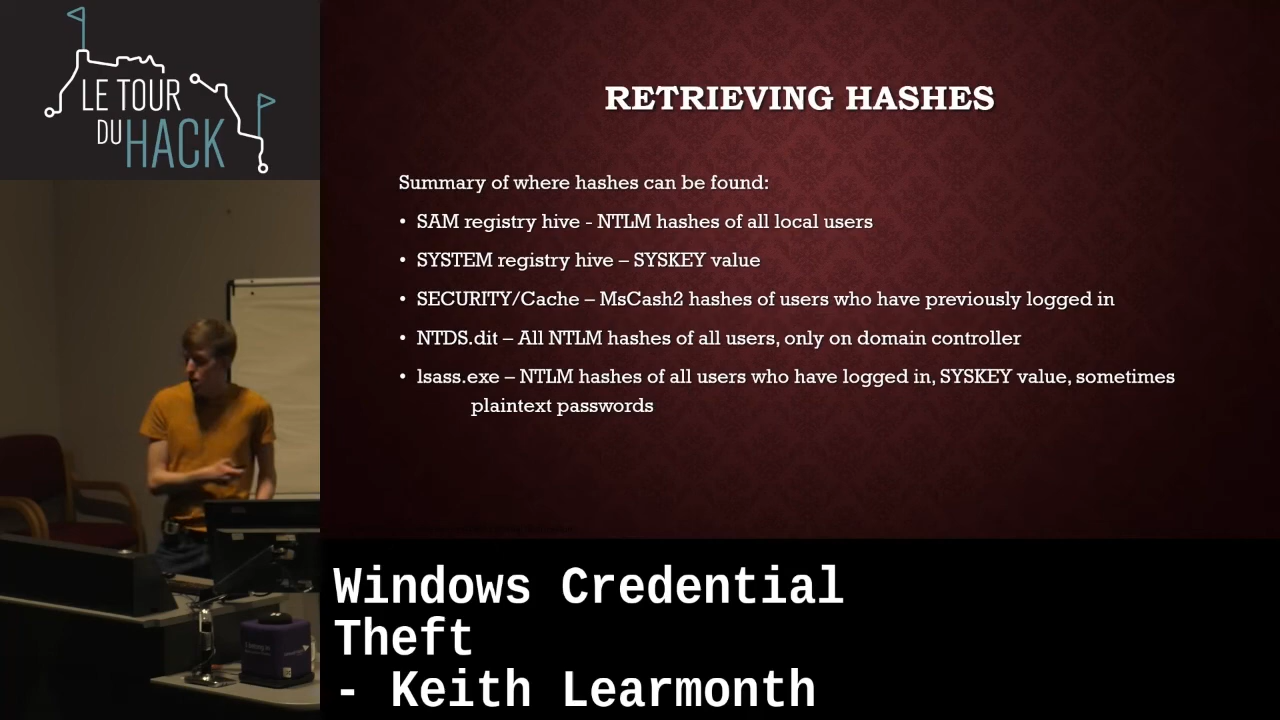 LE TOUR
DU HACK
RETRIEVING HASHES
Summary of where hashes can be found:
• SAM registry hive - NTLM hashes of all local users
• SYSTEM registry hive – SYSKEY value
• SECURITY/Cache – MsCash2 hashes of users who have previously logged in
• NTDS.dit – All NTLM hashes of all users, only on domain controller
• lsass.exe – NTLM hashes of all users who have logged in, SYSKEY value, sometimes
plaintext passwords
Windows Credential
Theft
- Keith Learmonth